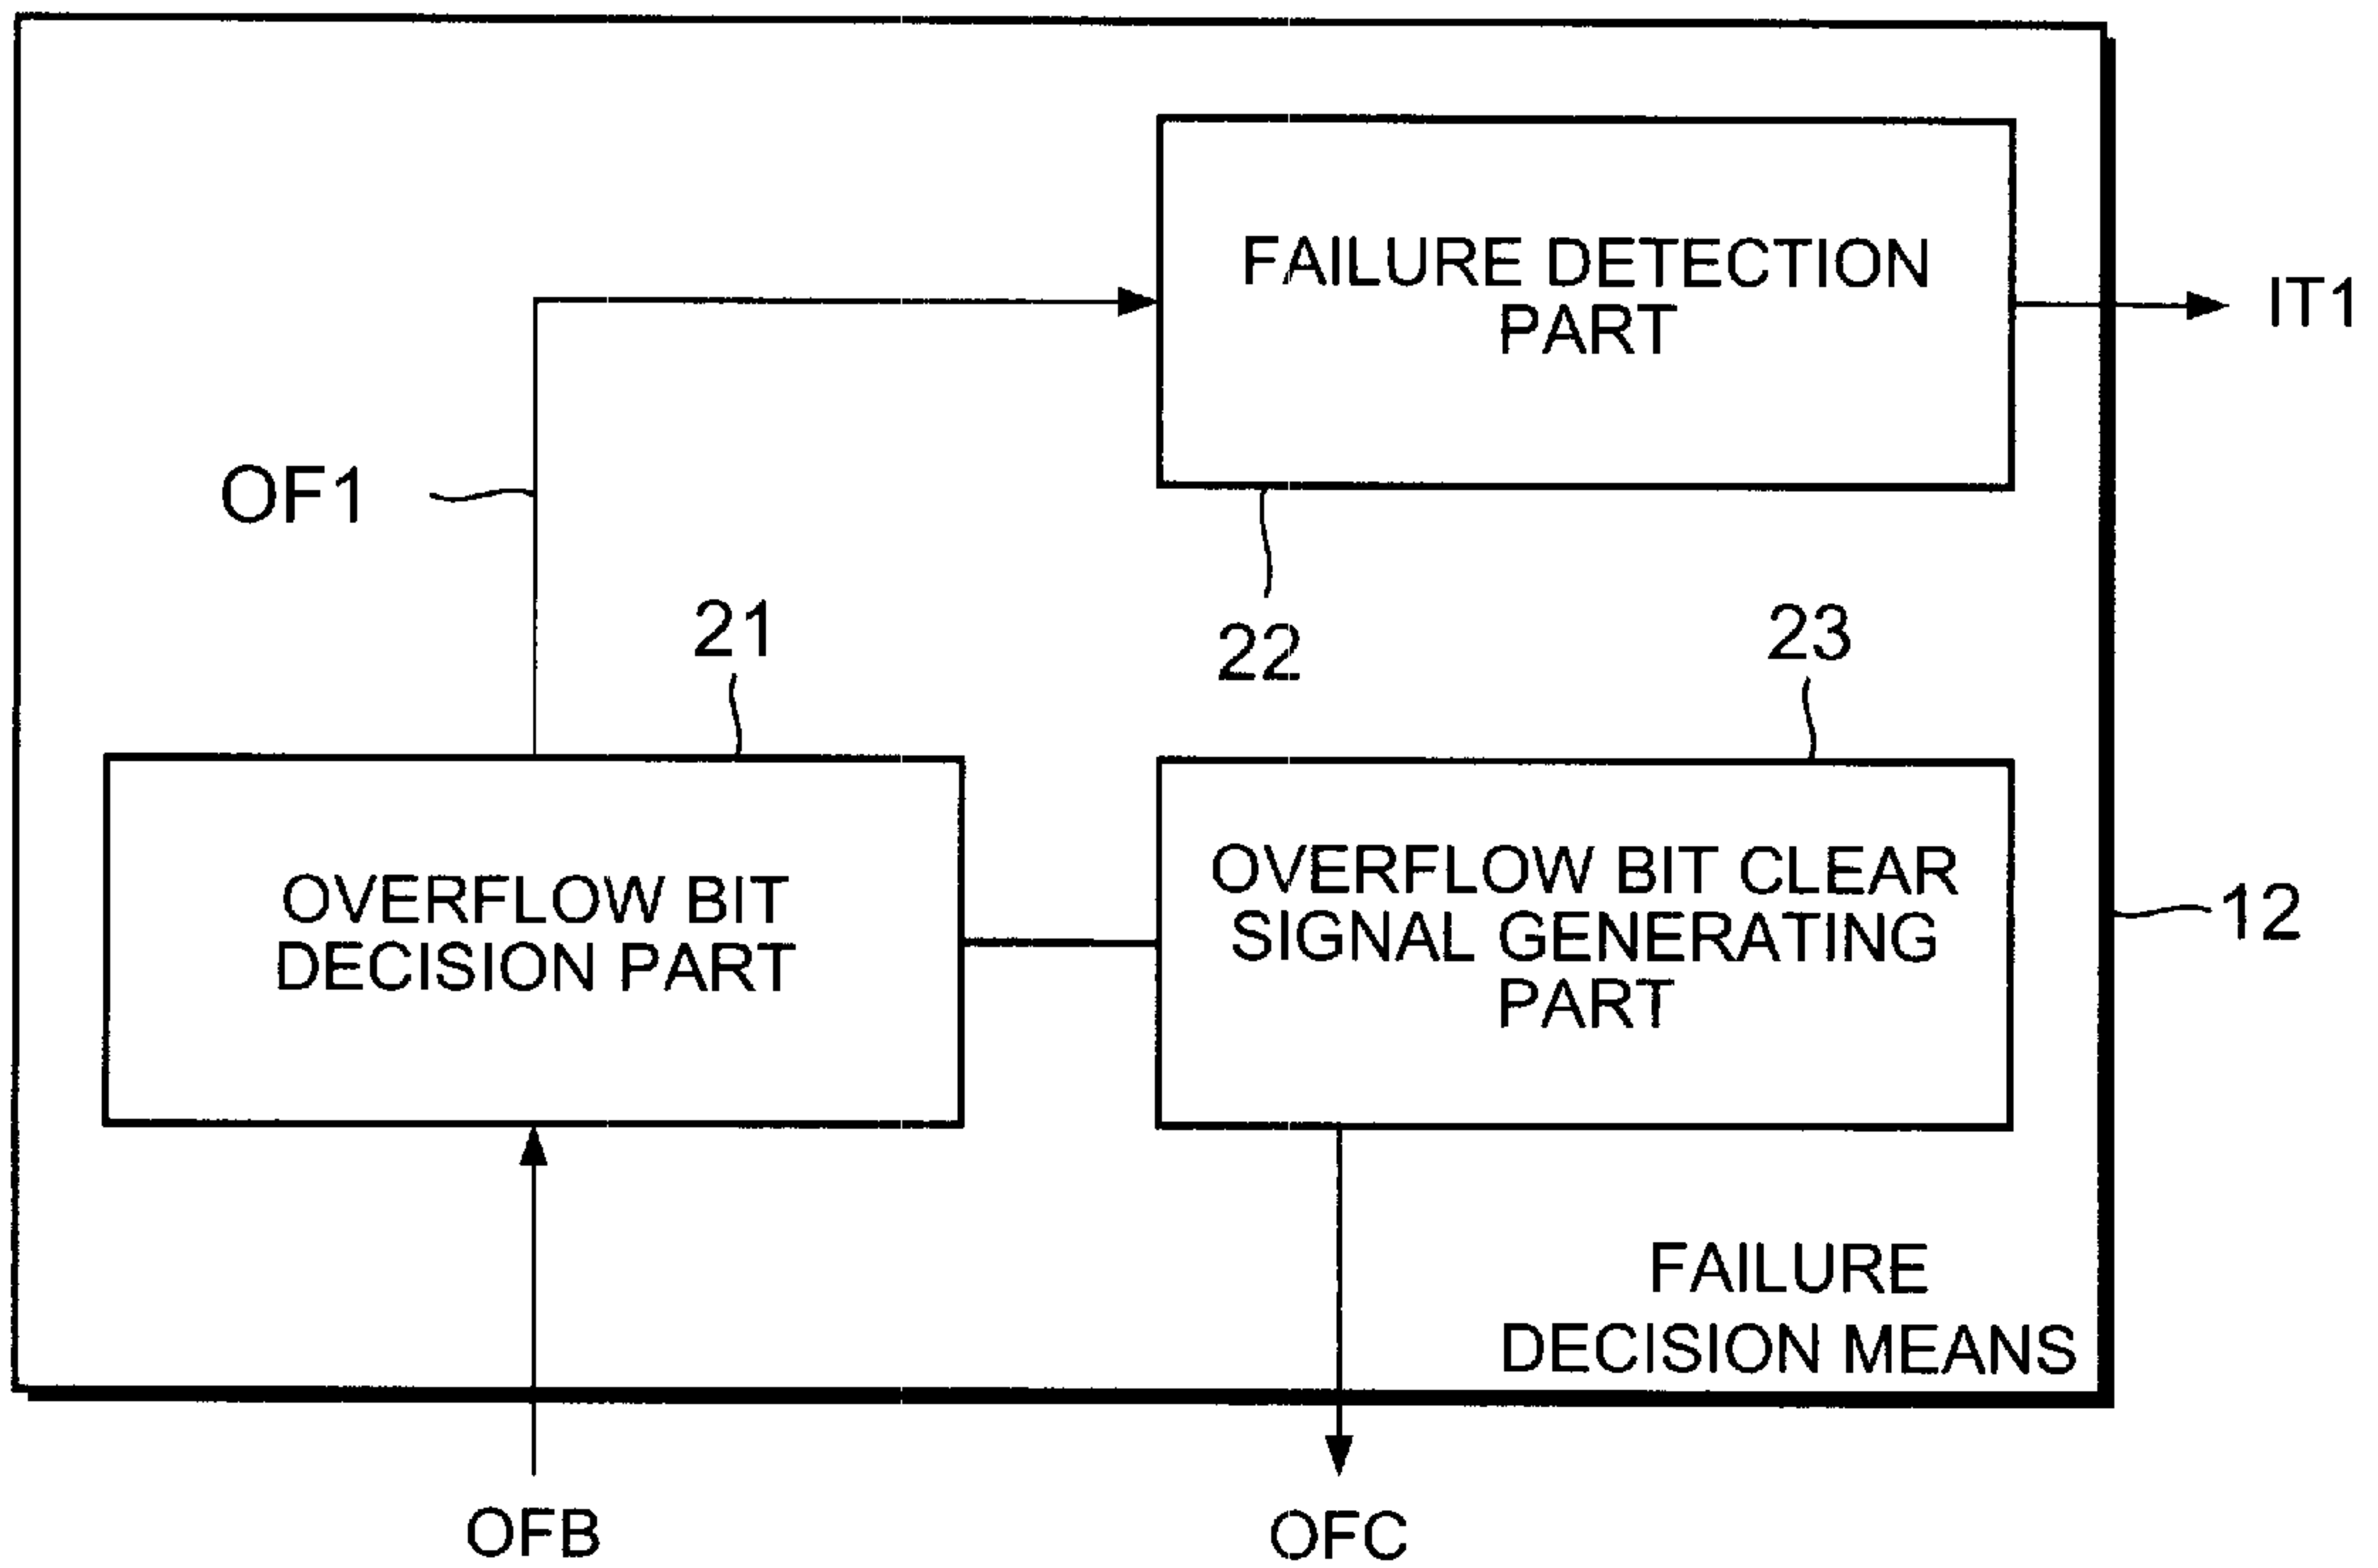 FAILURE DETECTION
PART
IT1
OF1
21
22
23
OVERFLOW BIT
DECISION PART
OVERFLOW BIT CLEAR
SIGNAL GENERATING
PART
12
FAILURE
DECISION MEANS
OFB
OFC